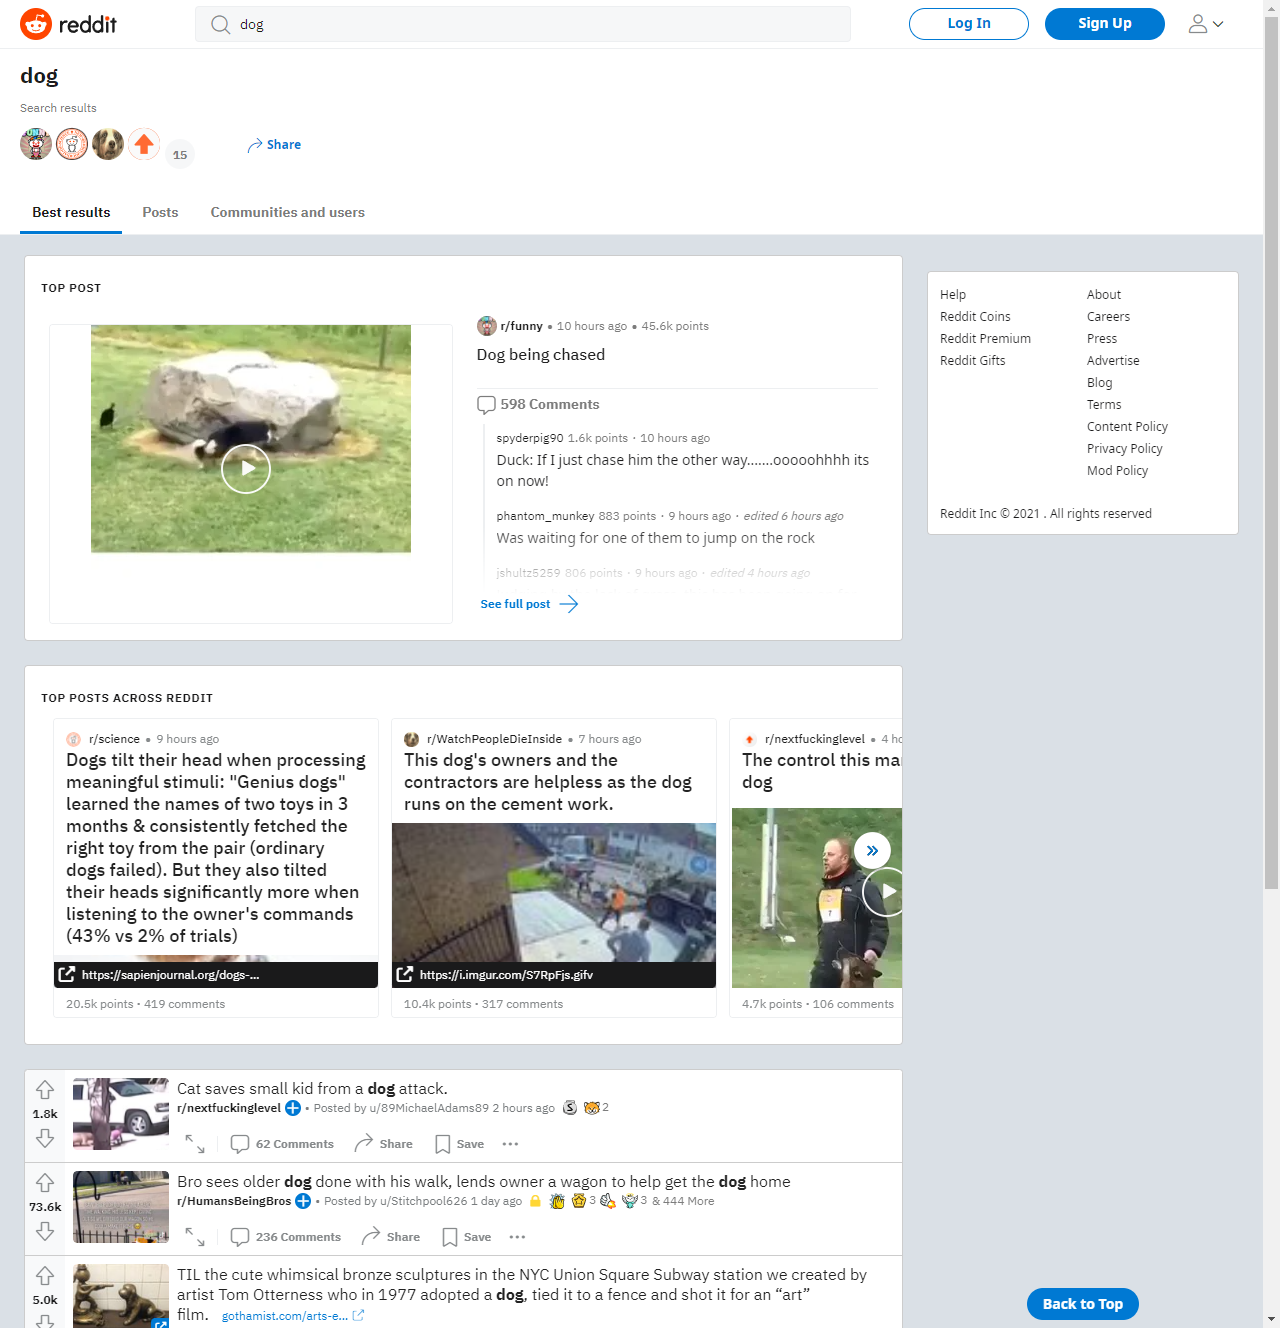 reddit
dog
Log In
Sign Up
dog
Search results
15
Share
Best results
Posts
Communities and users
TOP POST
r/funny • 10 hours ago • 45.6k points
Dog being chased
598 Comments
spyderpig90 1.6k points · 10 hours ago
Duck: If I just chase him the other way.......ooooohhhh its
on now!
phantom_munkey 883 points · 9 hours ago · edited 6 hours ago
Was waiting for one of them to jump on the rock
jshultz5259 806 points · 9 hours ago · edited 4 hours ago
See full post
Help
Reddit Coins
Reddit Premium
Reddit Gifts
About
Careers
Press
Advertise
Blog
Terms
Content Policy
Privacy Policy
Mod Policy
Reddit Inc © 2021 . All rights reserved
TOP POSTS ACROSS REDDIT
r/science • 9 hours ago
Dogs tilt their head when processing
meaningful stimuli: "Genius dogs"
learned the names of two toys in 3
months & consistently fetched the
right toy from the pair (ordinary
dogs failed). But they also tilted
their heads significantly more when
listening to the owner's commands
(43% vs 2% of trials)
https://sapienjournal.org/dogs-...
20.5k points · 419 comments
r/WatchPeopleDieInside • 7 hours ago
This dog's owners and the
contractors are helpless as the dog
runs on the cement work.
https://i.imgur.com/S7RpFjs.gifv
10.4k points · 317 comments
r/nextfuckinglevel • 4 ho
The control this ma
dog
4.7k points · 106 comments
1.8k
Cat saves small kid from a dog attack.
r/nextfuckinglevel • Posted by u/89MichaelAdams89 2 hours ago S 2
62 Comments Share Save
73.6k
Bro sees older dog done with his walk, lends owner a wagon to help get the dog home
r/HumansBeingBros • Posted by u/Stitchpool626 1 day ago 3 3 & 444 More
236 Comments Share Save
5.0k
TIL the cute whimsical bronze sculptures in the NYC Union Square Subway station we created by
artist Tom Otterness who in 1977 adopted a dog, tied it to a fence and shot it for an “art”
film. gothamist.com/arts-e...
Back to Top